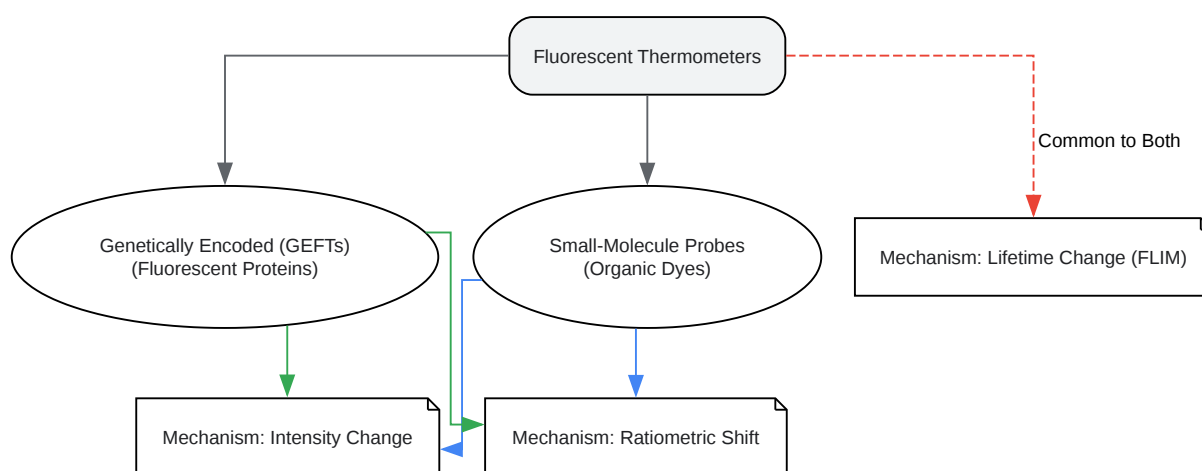 Fluorescent Thermometers
Common to Both
Genetically Encoded (GEFTs)
(Fluorescent Proteins)
Small-Molecule Probes
(Organic Dyes)
Mechanism: Lifetime Change (FLIM)
Mechanism: Intensity Change
Mechanism: Ratiometric Shift